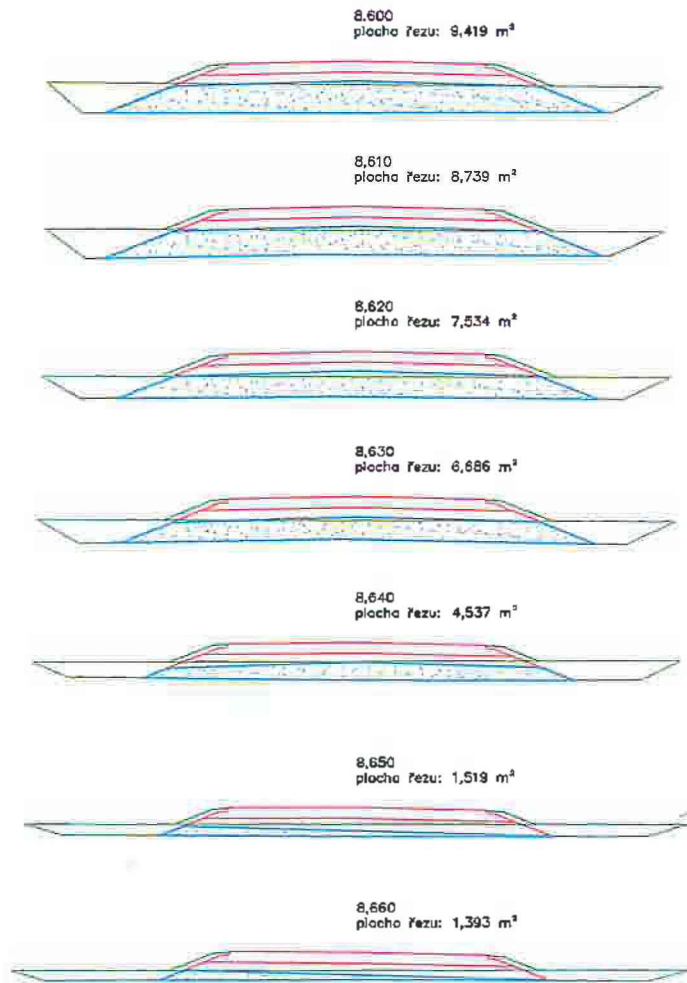 8,600
plocha řezu: 9,419 m²
8,610
plocha řezu: 8,739 m²
8,620
plocha řezu: 7,534 m²
8,630
plocha řezu: 6,686 m²
8,640
plocha řezu: 4,537 m²
8,650
plocha řezu: 1,519 m²
8,660
plocha řezu: 1,393 m²